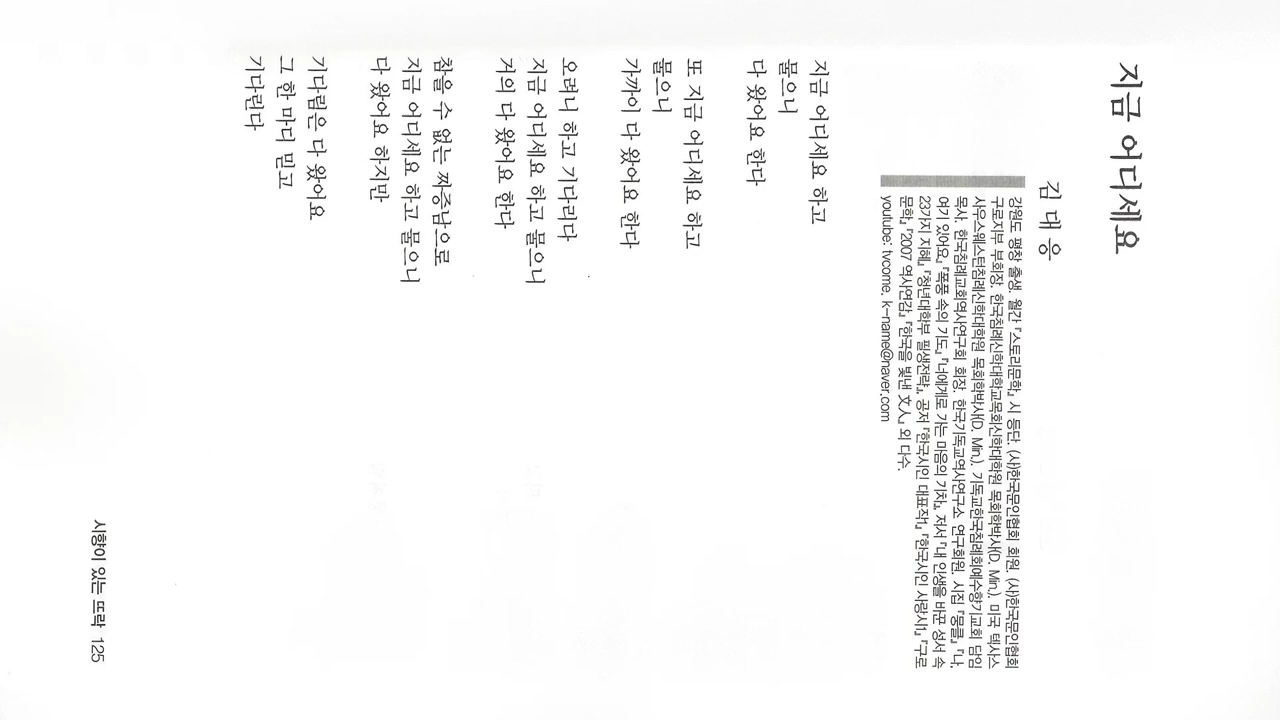 지금 어디세요
김 대 응
강원도 평창 출생. 월간 『스토리문학』 시 등단. (사)한국문인협회 회원. (사)한국문인협회
구로지부 부회장. 한국침례신학대학교목회신학대학원 목회학박사(D. Min.). 미국 텍사스
사우스웨스턴침례신학대학원 목회학박사(D. Min.). 기독교한국침례회예수향기교회 담임
목사. 한국침례교회역사연구회 회장. 한국기독교역사연구소 연구회원. 시집 『뭉클』, 『나,
여기 있어요』, 『폭풍 속의 기도』, 『너에게로 가는 마음의 기차』, 저서 『내 인생을 바꾼 성서 속
23가지 지혜』, 『청년대학부 필생전략』, 공저 『한국시인 대표작1』, 『한국시인 사랑시1』, 『구로
문학』, 『2007 역사연감』, 『한국을 빛낸 文人』 외 다수.
youtube: tvcome. k-name@naver.com
지금 어디세요 하고
물으니
다 왔어요 한다
또 지금 어디세요 하고
물으니
가까이 다 왔어요 한다
오려니 하고 기다리다
지금 어디세요 하고 물으니
거의 다 왔어요 한다
참을 수 없는 짜증남으로
지금 어디세요 하고 물으니
다 왔어요 하지만
기다림은 다 왔어요
그 한 마디 믿고
기다린다
시향이 있는 뜨락 125